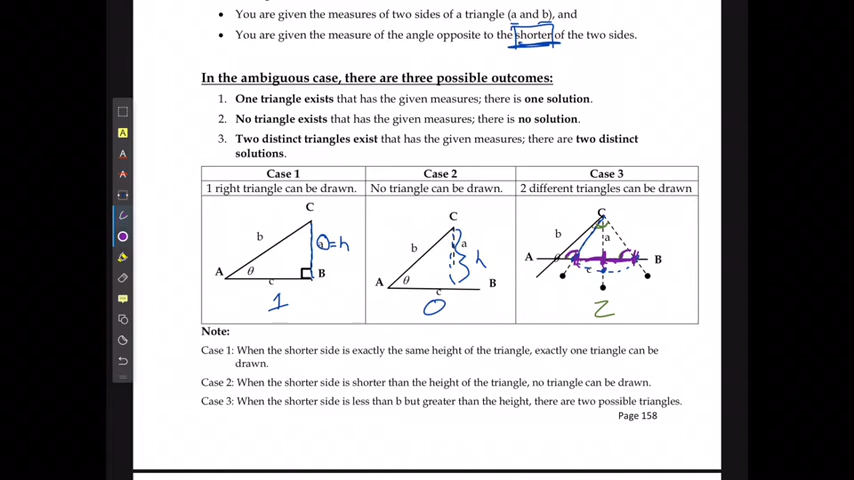 • You are given the measures of two sides of a triangle (a and b), and
• You are given the measure of the angle opposite to the shorter of the two sides.
In the ambiguous case, there are three possible outcomes:
1. One triangle exists that has the given measures; there is one solution.
2. No triangle exists that has the given measures; there is no solution.
3. Two distinct triangles exist that has the given measures; there are two distinct
solutions.
Case 1 Case 2 Case 3
1 right triangle can be drawn. No triangle can be drawn. 2 different triangles can be drawn
C
b
a = h
A θ B
c
1
C
b a
h
A θ B
c
0
C
b a
A θ B
c
2
Note:
Case 1: When the shorter side is exactly the same height of the triangle, exactly one triangle can be
drawn.
Case 2: When the shorter side is shorter than the height of the triangle, no triangle can be drawn.
Case 3: When the shorter side is less than b but greater than the height, there are two possible triangles.
Page 158